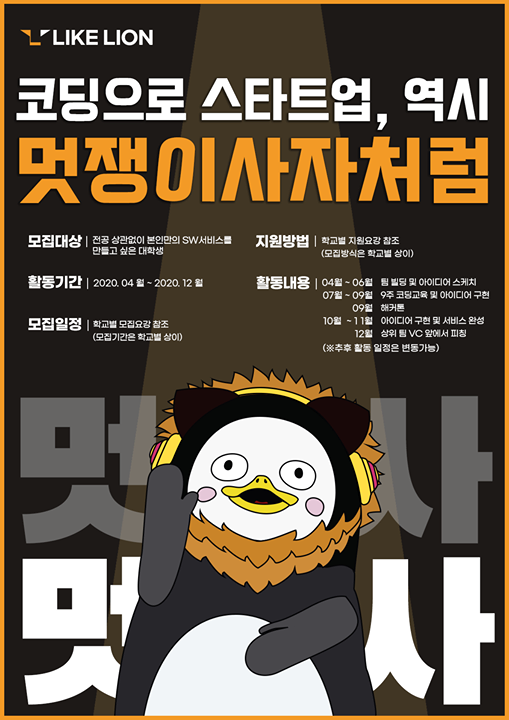 LIKE LION
코딩으로 스타트업, 역시
멋쟁이사자처럼
모집대상 | 전공 상관없이 본인만의 SW서비스를
만들고 싶은 대학생
활동기간 | 2020. 04 월 ~ 2020. 12 월
모집일정 | 학교별 모집요강 참조
(모집기간은 학교별 상이)
지원방법 | 학교별 지원요강 참조
(모집방식은 학교별 상이)
활동내용 | 04월 ~ 06월 팀 빌딩 및 아이디어 스케치
07월 ~ 09월 9주 코딩교육 및 아이디어 구현
09월 해커톤
10월 ~ 11월 아이디어 구현 및 서비스 완성
12월 상위 팀 VC 앞에서 피칭
(※추후 활동 일정은 변동가능)
멋 사
멋 사